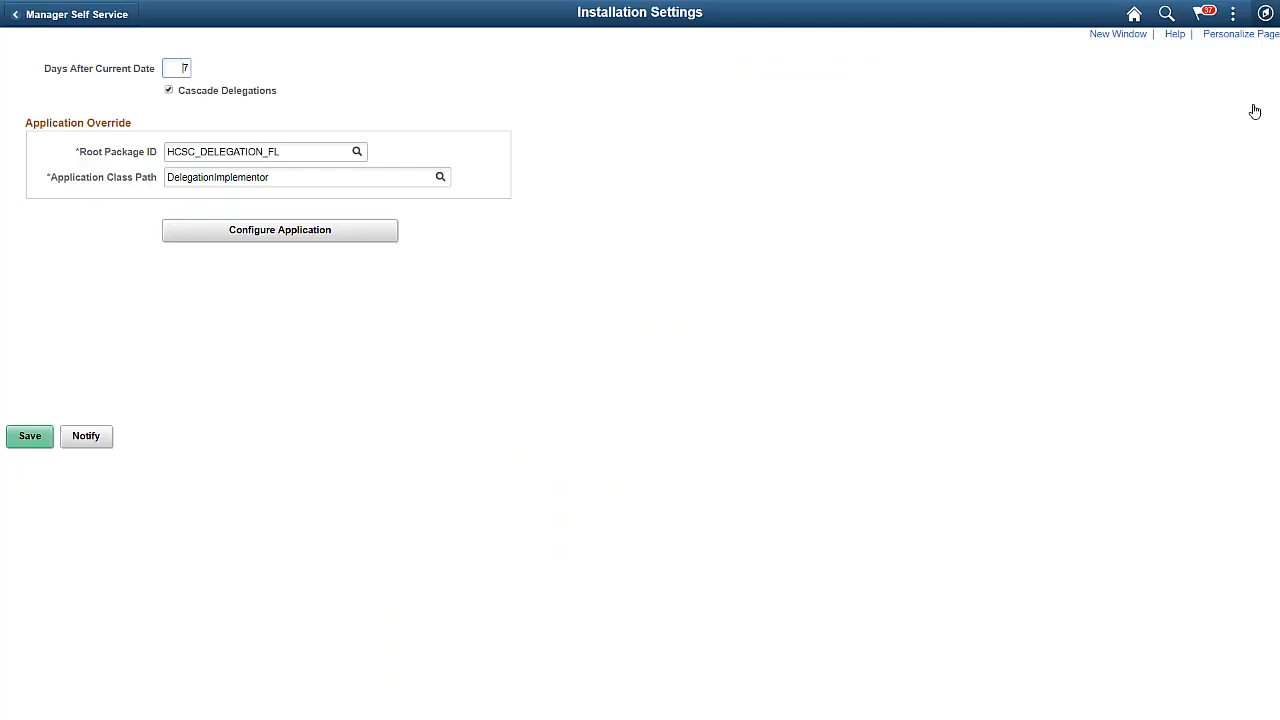 Manager Self Service
Installation Settings
37
New Window | Help | Personalize Page
Days After Current Date 7
Cascade Delegations
Application Override
*Root Package ID HCSC_DELEGATION_FL
*Application Class Path DelegationImplementor
Configure Application
Save Notify